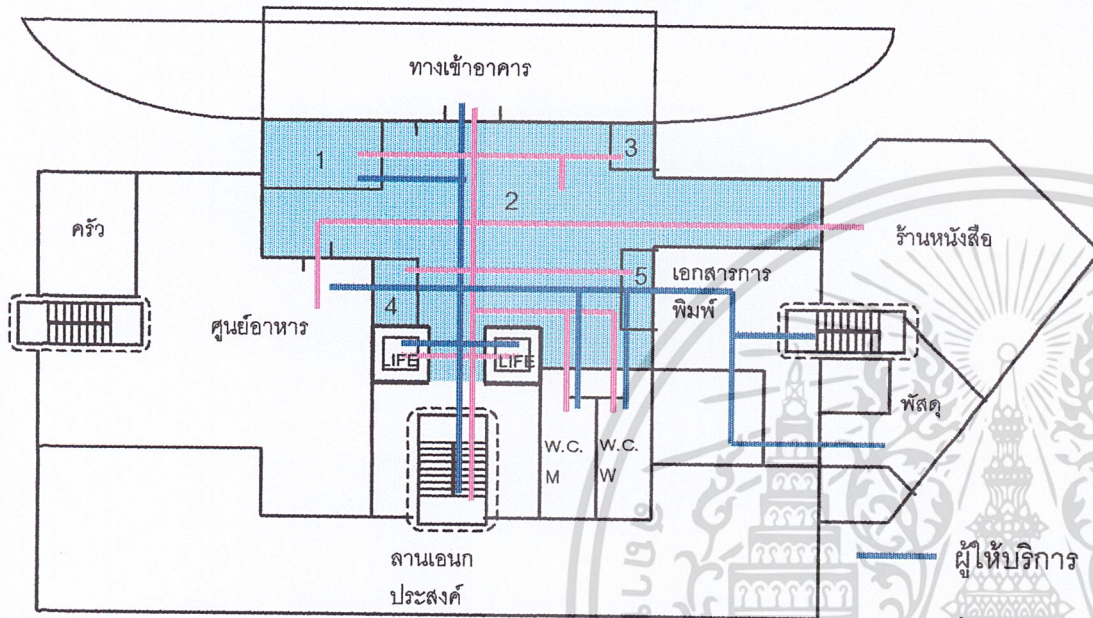 ทางเข้าอาคาร
1
3
2
ครัว
ร้านหนังสือ
5
เอกสารการ
พิมพ์
4
ศูนย์อาหาร
LIFE
LIFE
พัสดุ
W.C.
M
W.C.
W
ลานเอนก
ประสงค์
ผู้ให้บริการ